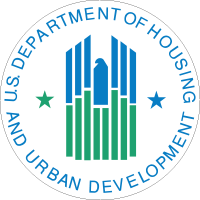 U.S. DEPARTMENT OF HOUSING
AND URBAN DEVELOPMENT